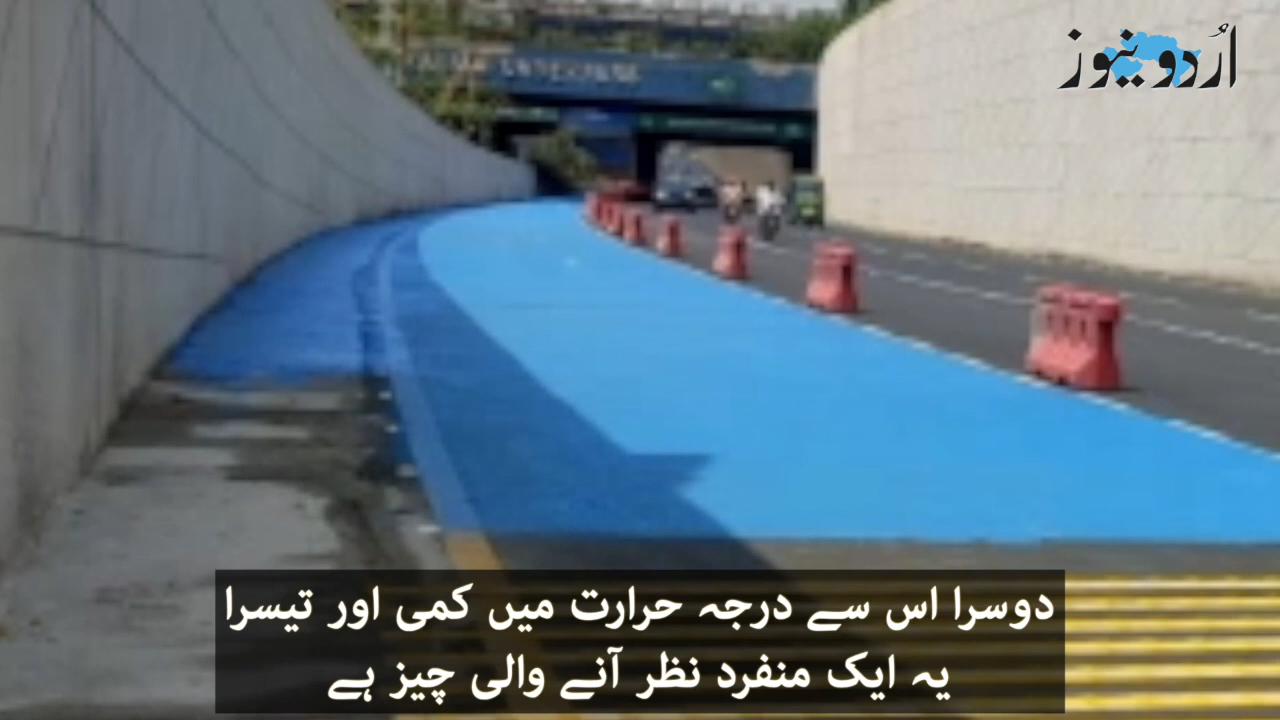 اُردو نیوز
دوسرا اس سے درجہ حرارت میں کمی اور تیسرا
یہ ایک منفرد نظر آنے والی چیز ہے